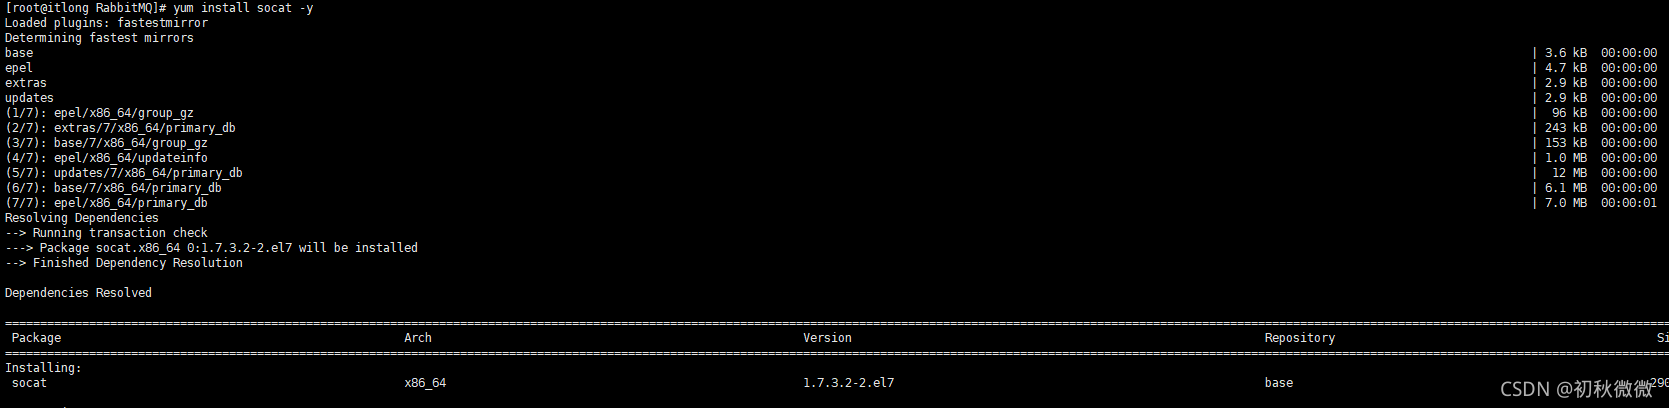 [root@itlong RabbitMQ]# yum install socat -y
Loaded plugins: fastestmirror
Determining fastest mirrors
base | 3.6 kB 00:00:00
epel | 4.7 kB 00:00:00
extras | 2.9 kB 00:00:00
updates | 2.9 kB 00:00:00
(1/7): epel/x86_64/group_gz | 96 kB 00:00:00
(2/7): extras/7/x86_64/primary_db | 243 kB 00:00:00
(3/7): base/7/x86_64/group_gz | 153 kB 00:00:00
(4/7): epel/x86_64/updateinfo | 1.0 MB 00:00:00
(5/7): updates/7/x86_64/primary_db | 12 MB 00:00:00
(6/7): base/7/x86_64/primary_db | 6.1 MB 00:00:00
(7/7): epel/x86_64/primary_db | 7.0 MB 00:00:01
Resolving Dependencies
--> Running transaction check
---> Package socat.x86_64 0:1.7.3.2-2.el7 will be installed
--> Finished Dependency Resolution
Dependencies Resolved
Package Arch Version Repository Si
Installing:
socat x86_64 1.7.3.2-2.el7 base 290
CSDN @初秋微微